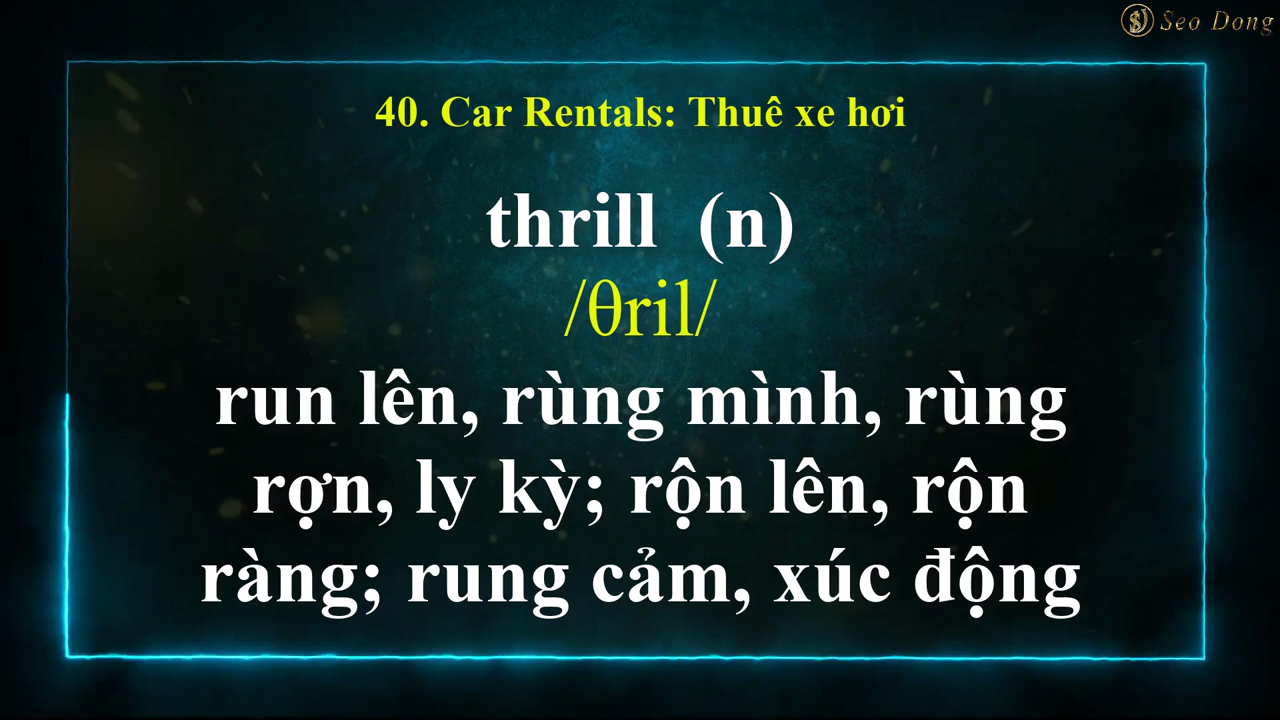 Seo Dong
40. Car Rentals: Thuê xe hơi
thrill (n)
/θril/
run lên, rùng mình, rùng
rợn, ly kỳ; rộn lên, rộn
ràng; rung cảm, xúc động